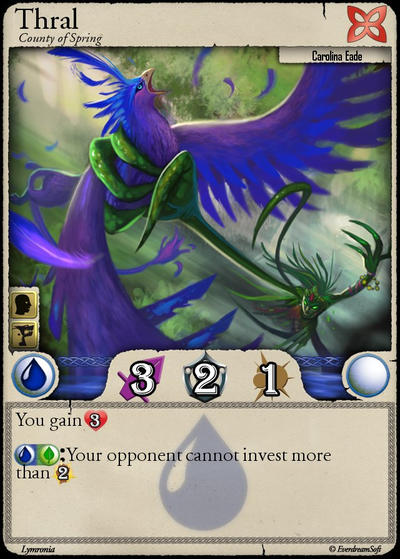 Thral
County of Spring
Carolina Eade
3 2 1
You gain 3
:Your opponent cannot invest more
than 2
Lymronia
© EverdreamSoft